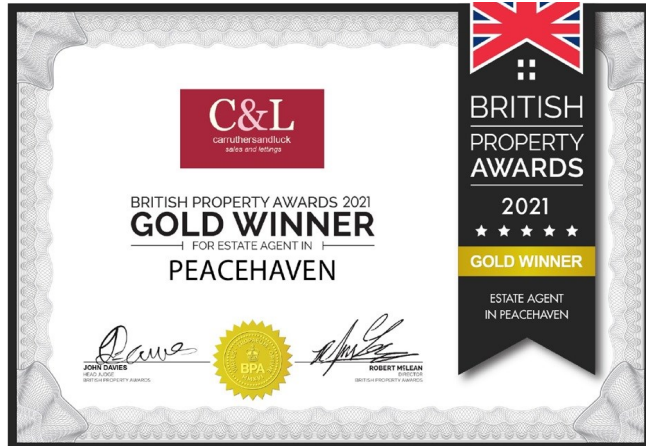 C&L
carruthersandluck
sales and lettings
BRITISH PROPERTY AWARDS 2021
GOLD WINNER
FOR ESTATE AGENT IN
PEACEHAVEN
JOHN DAVIES
HEAD JUDGE
BRITISH PROPERTY AWARDS
BPA
ROBERT McLEAN
DIRECTOR
BRITISH PROPERTY AWARDS
BRITISH
PROPERTY
AWARDS
2021
GOLD WINNER
ESTATE AGENT
IN PEACEHAVEN